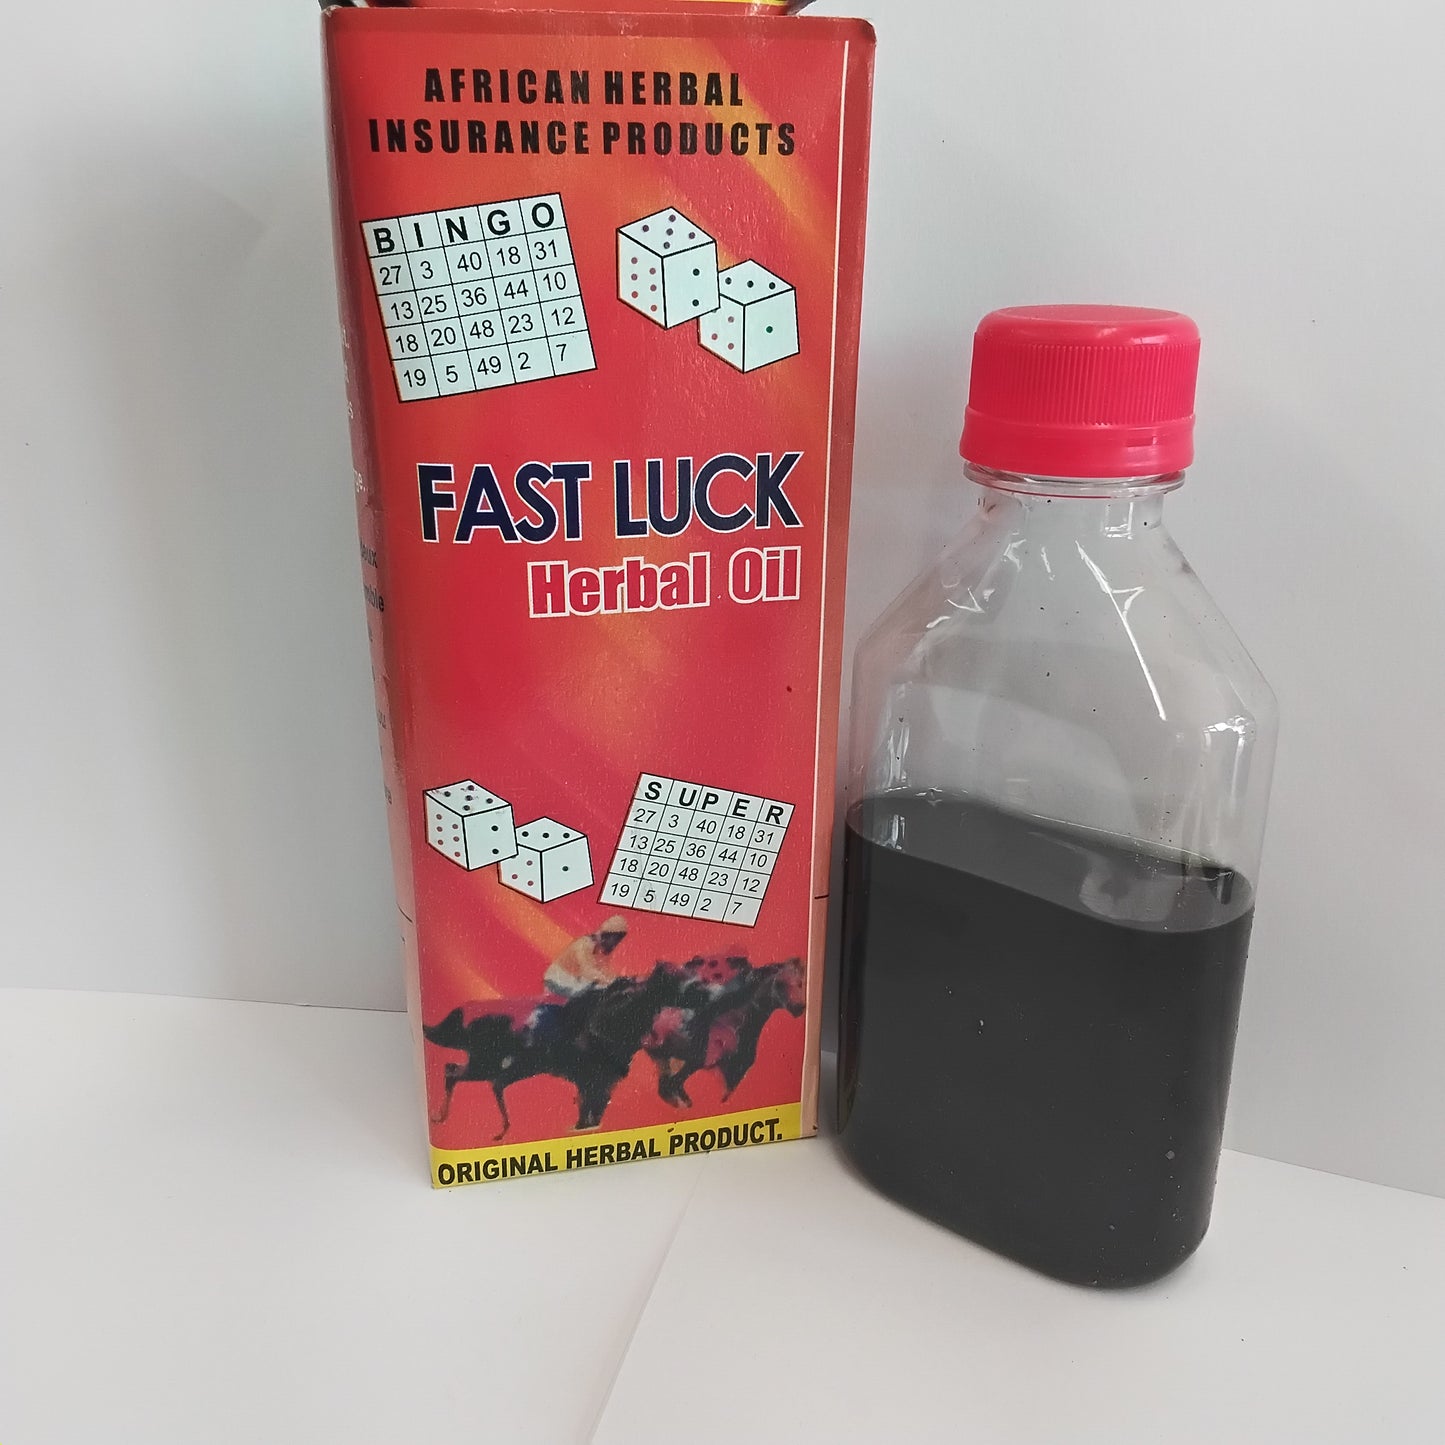 AFRICAN HERBAL
INSURANCE PRODUCTS
B I N G O
27 3 40 18 31
13 25 36 44 10
18 20 48 23 12
19 5 49 2 7
FAST LUCK
Herbal Oil
S U P E R
27 3 40 18 31
13 25 36 44 10
18 20 48 23 12
19 5 49 2 7
ORIGINAL HERBAL PRODUCT.